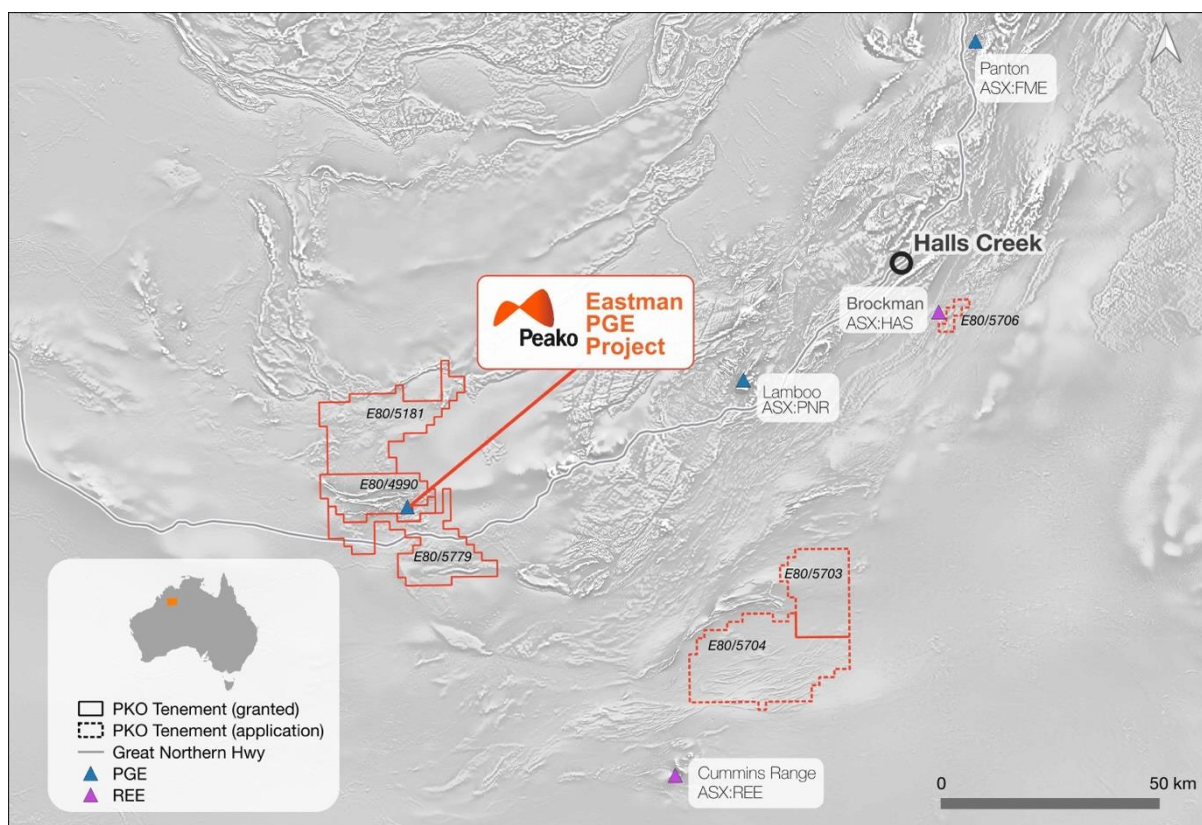 Panton
ASX:FME
Halls Creek
Brockman
ASX:HAS
E80/5706
Peako
Eastman
PGE
Project
Lamboo
ASX:PNR
E80/5181
E80/4990
E80/5779
E80/5703
E80/5704
PKO Tenement (granted)
PKO Tenement (application)
Great Northern Hwy
PGE
REE
Cummins Range
ASX:REE
0 50 km